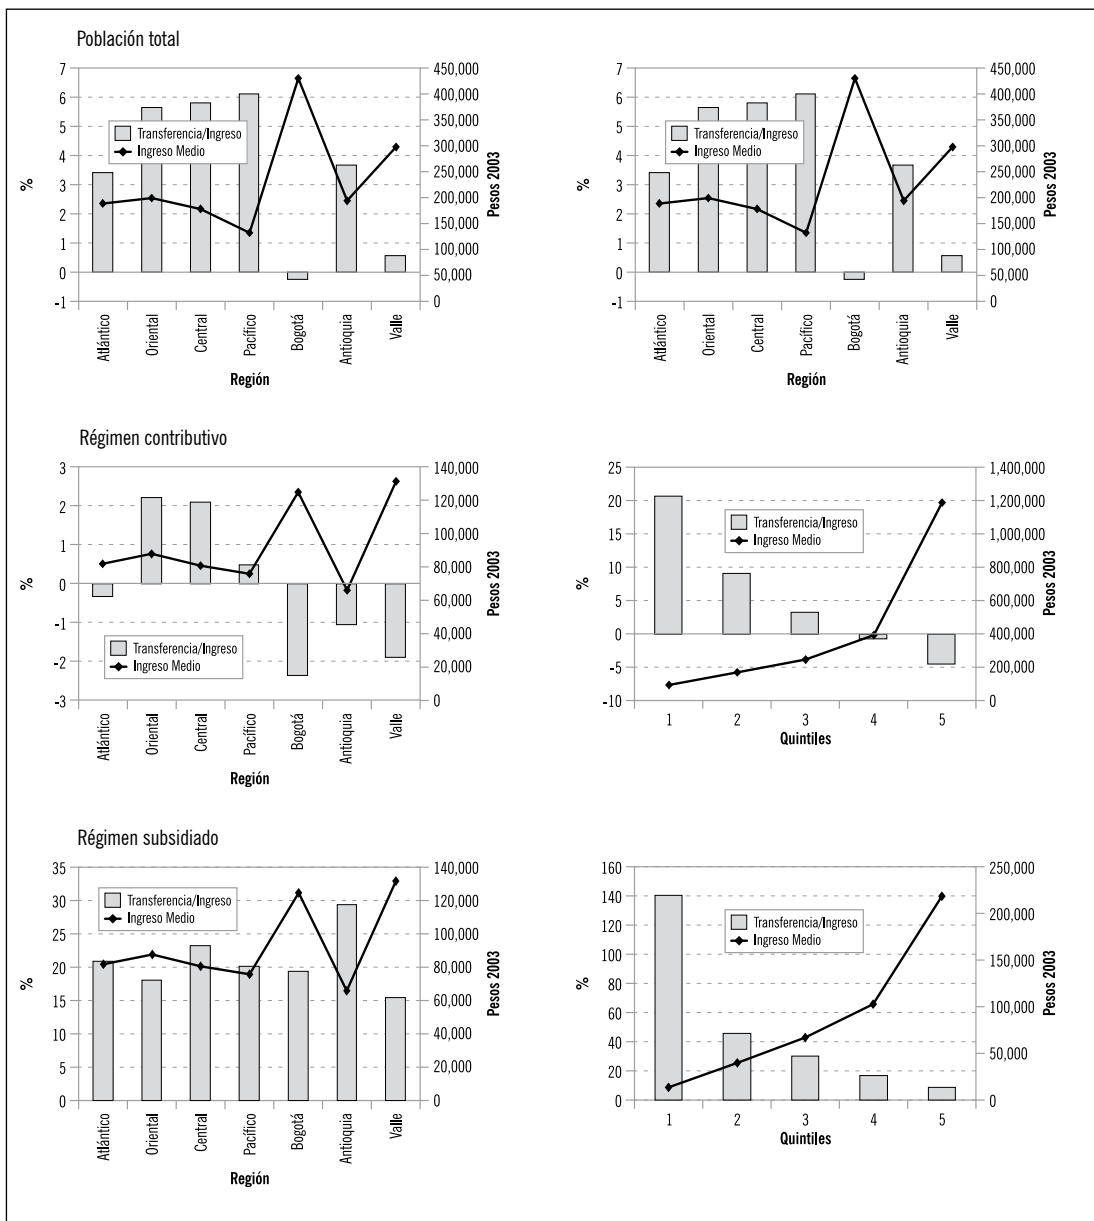 Población total
7
6
5
4
3
2
1
0
-1
%
Transferencia/Ingreso
Ingreso Medio
450,000
400,000
350,000
300,000
250,000
200,000
150,000
100,000
50,000
0
Pesos 2003
Atlántico
Oriental
Central
Pacífico
Bogotá
Antioquia
Valle
Región
7
6
5
4
3
2
1
0
-1
%
Transferencia/Ingreso
Ingreso Medio
450,000
400,000
350,000
300,000
250,000
200,000
150,000
100,000
50,000
0
Pesos 2003
Atlántico
Oriental
Central
Pacífico
Bogotá
Antioquia
Valle
Región
Régimen contributivo
3
2
1
0
-1
-2
-3
%
Transferencia/Ingreso
Ingreso Medio
140,000
120,000
100,000
80,000
60,000
40,000
20,000
0
Pesos 2003
Atlántico
Oriental
Central
Pacífico
Bogotá
Antioquia
Valle
Región
25
20
15
10
5
0
-5
-10
%
Transferencia/Ingreso
Ingreso Medio
1,400,000
1,200,000
1,000,000
800,000
600,000
400,000
200,000
0
Pesos 2003
1
2
3
4
5
Quintiles
Régimen subsidiado
35
30
25
20
15
10
5
0
%
Transferencia/Ingreso
Ingreso Medio
140,000
120,000
100,000
80,000
60,000
40,000
20,000
0
Pesos 2003
Atlántico
Oriental
Central
Pacífico
Bogotá
Antioquia
Valle
Región
160
140
120
100
80
60
40
20
0
%
Transferencia/Ingreso
Ingreso Medio
250,000
200,000
150,000
100,000
50,000
0
Pesos 2003
1
2
3
4
5
Quintiles